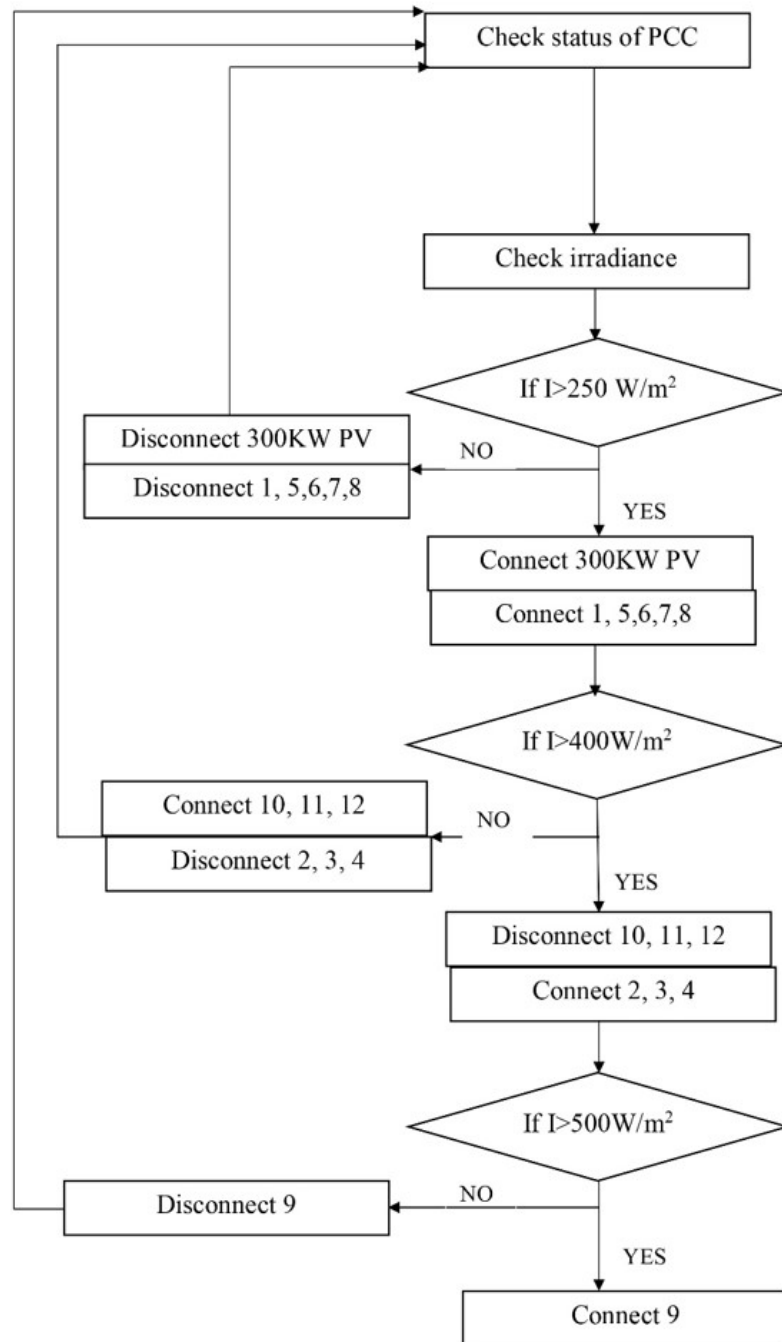 Check status of PCC
Check irradiance
If I>250 W/m²
Disconnect 300KW PV
NO
Disconnect 1, 5,6,7,8
YES
Connect 300KW PV
Connect 1, 5,6,7,8
If I>400W/m²
Connect 10, 11, 12
NO
Disconnect 2, 3, 4
YES
Disconnect 10, 11, 12
Connect 2, 3, 4
If I>500W/m²
Disconnect 9
NO
YES
Connect 9